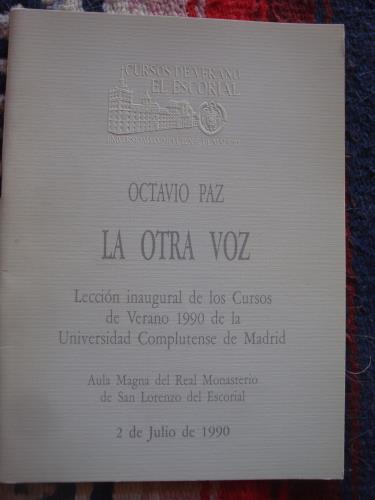 CURSOS DE VERANO
EL ESCORIAL
OCTAVIO PAZ
LA OTRA VOZ
Lección inaugural de los Cursos
de Verano 1990 de la
Universidad Complutense de Madrid
Aula Magna del Real Monasterio
de San Lorenzo del Escorial
2 de Julio de 1990